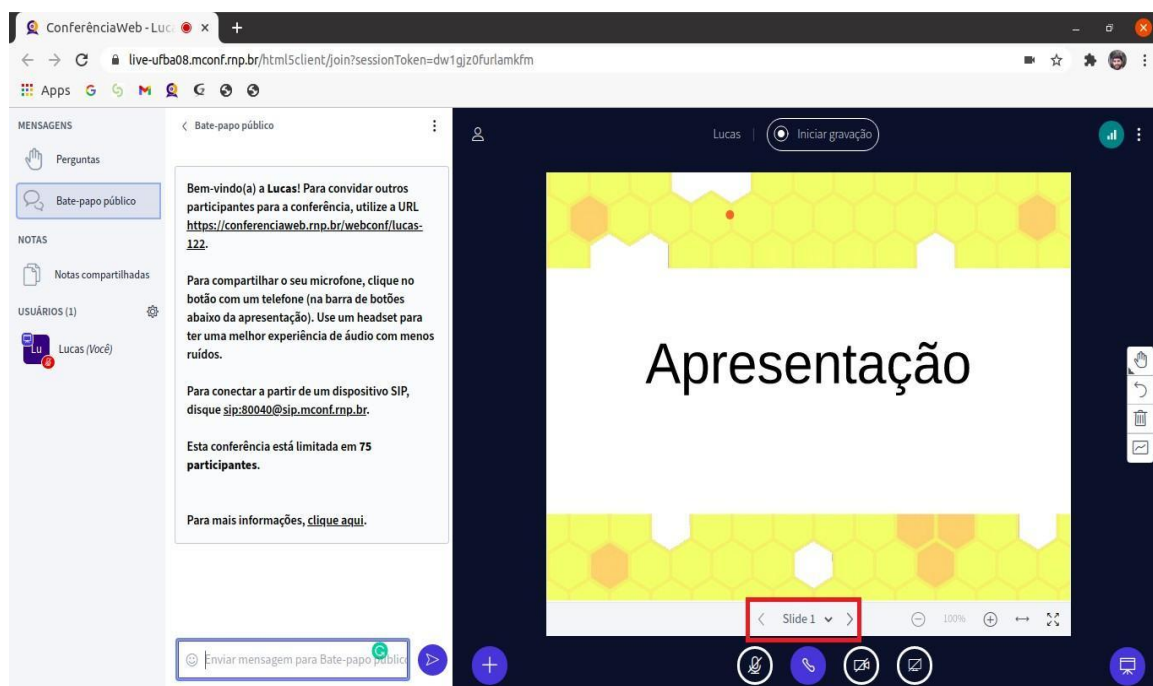 ConferênciaWeb - Luc
live-ufba08.mconf.rnp.br/html5client/join?sessionToken=dw1gjz0furlamkfm
Apps
MENSAGENS
Perguntas
Bate-papo público
NOTAS
Notas compartilhadas
USUÁRIOS (1)
Lu
Lucas (Você)
Bate-papo público
Bem-vindo(a) a Lucas! Para convidar outros
participantes para a conferência, utilize a URL
https://conferenciaweb.rnp.br/webconf/lucas-
122.
Para compartilhar o seu microfone, clique no
botão com um telefone (na barra de botões
abaixo da apresentação). Use um headset para
ter uma melhor experiência de áudio com menos
ruídos.
Para conectar a partir de um dispositivo SIP,
disque sip:80040@sip.mconf.rnp.br.
Esta conferência está limitada em 75
participantes.
Para mais informações, clique aqui.
Enviar mensagem para Bate-papo público
Lucas | Iniciar gravação
Apresentação
Slide 1
100%